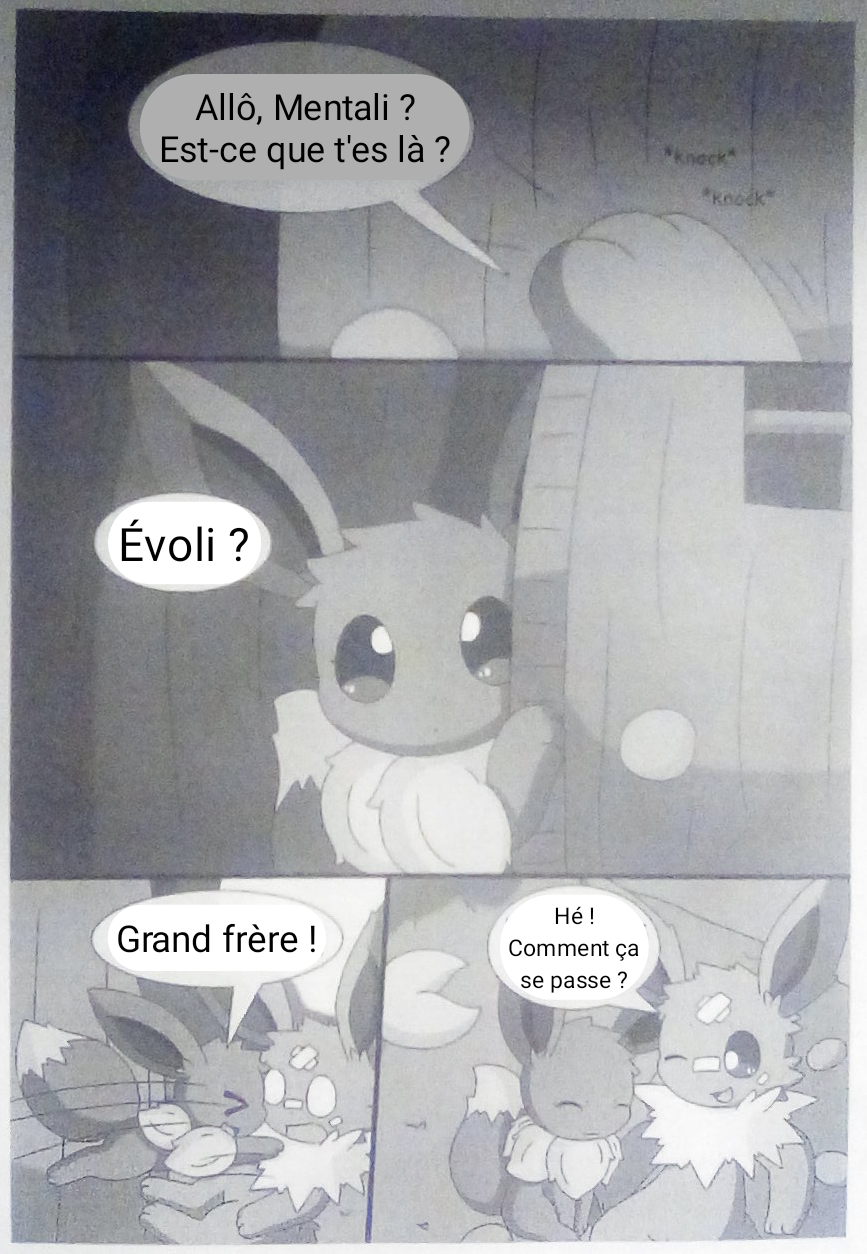 Allô, Mentali ?
Est-ce que t'es là ?
*Knock*
*Knock*
Évoli ?
Grand frère !
Hé !
Comment ça
se passe ?